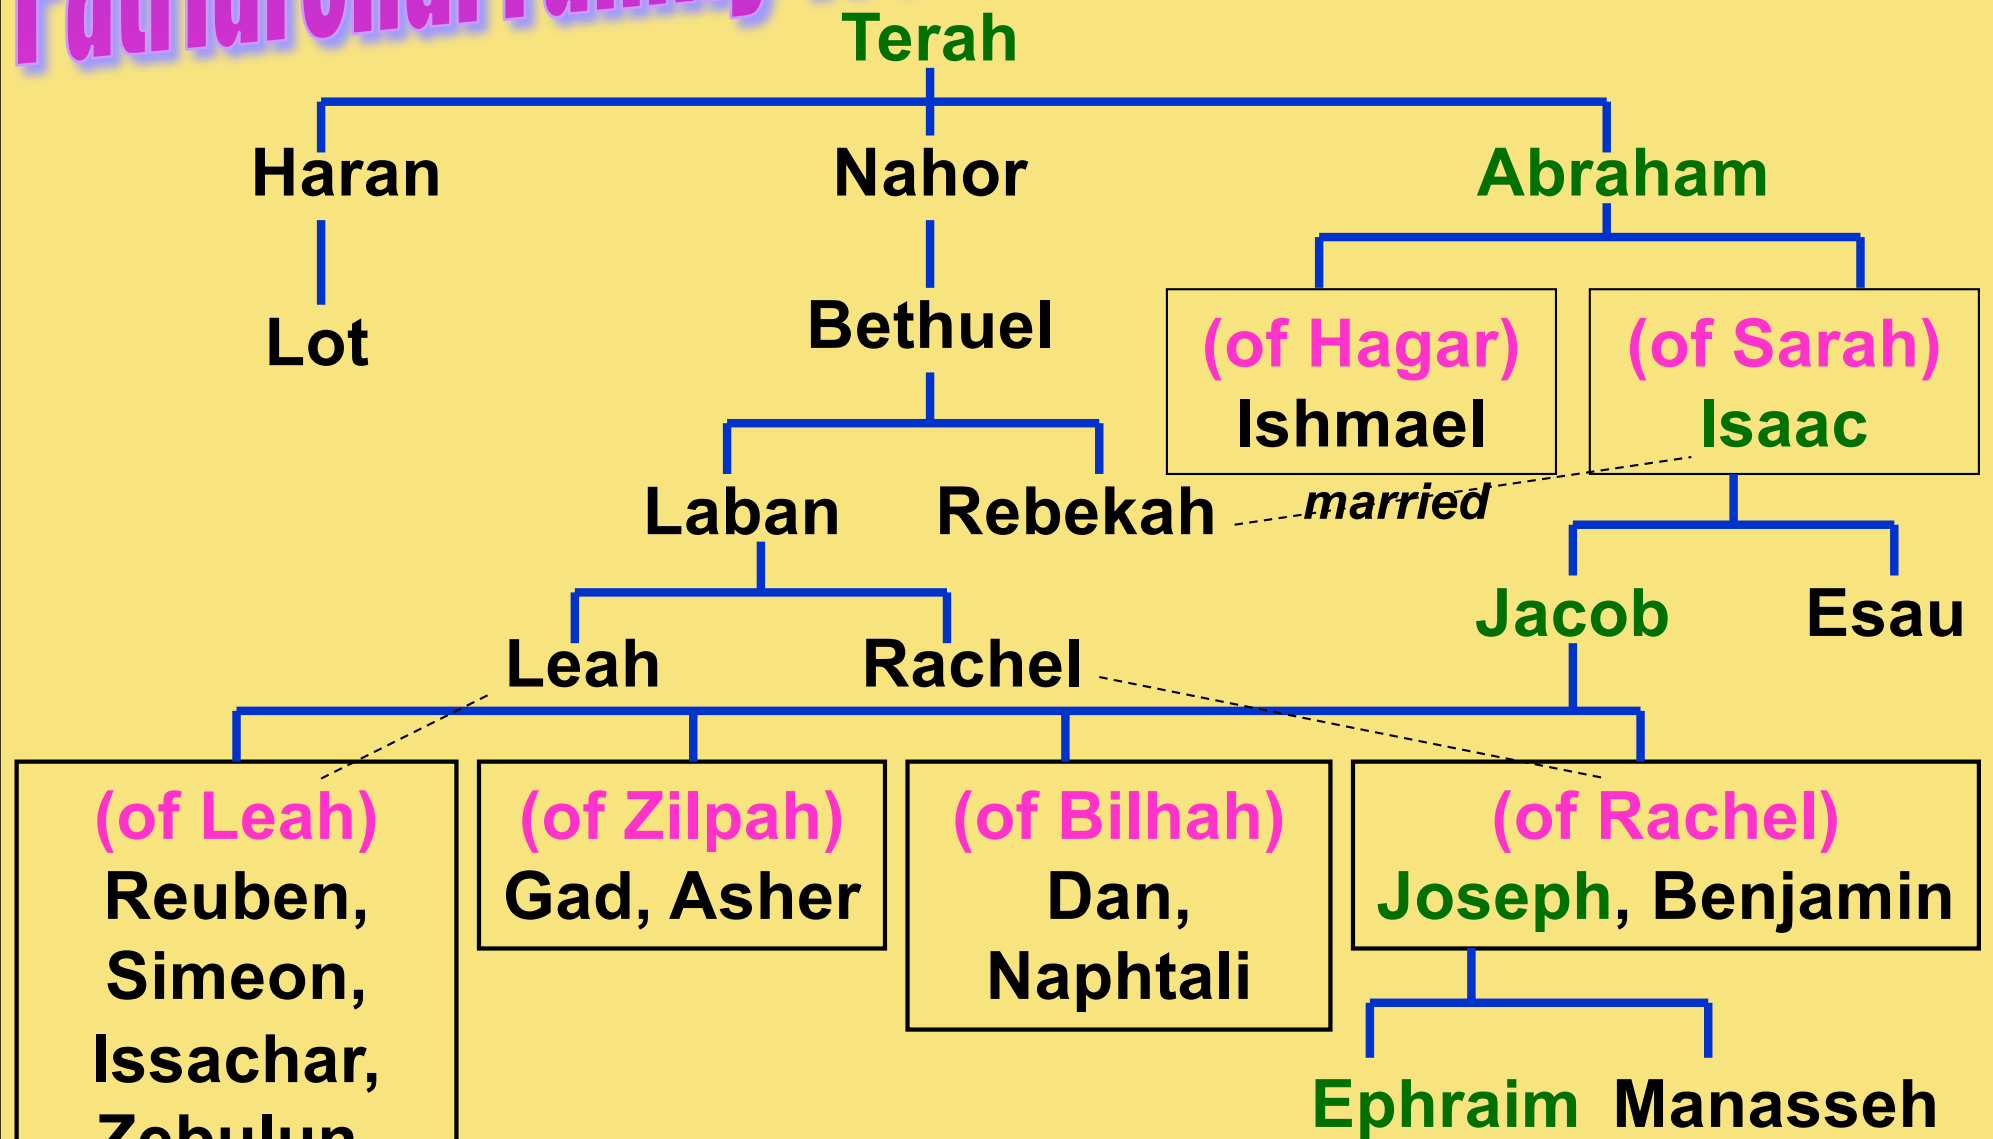 Terah
Haran Nahor Abraham
Lot
Bethuel
(of Hagar)
Ishmael
(of Sarah)
Isaac
Laban Rebekah married
Jacob Esau
Leah Rachel
(of Leah)
Reuben,
Simeon,
Issachar,
Zebulun,
(of Zilpah)
Gad, Asher
(of Bilhah)
Dan,
Naphtali
(of Rachel)
Joseph, Benjamin
Ephraim Manasseh